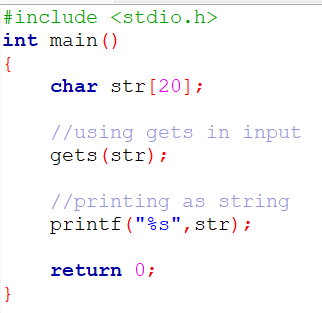 #include <stdio.h>
int main()
{
char str[20];
//using gets in input
gets(str);
//printing as string
printf("%s",str);
return 0;
}